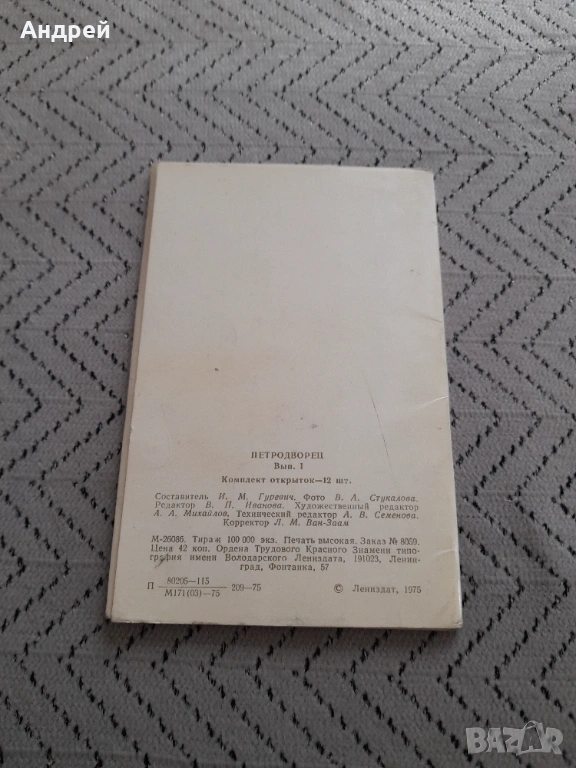 Андрей
ПЕТРОДВОРЕЦ
Вып. 1
Комплект открыток—12 шт.
Составитель И. М. Гуревич. Фото В. А. Стукалова.
Редактор В. П. Иванова. Художественный редактор
А. А. Михайлов. Технический редактор А. В. Семенова.
Корректор Л. М. Ван-Заам
М-26086. Тираж 100 000 экз. Печать высокая. Заказ № 8059.
Цена 42 коп. Ордена Трудового Красного Знамени типо-
графия имени Володарского Лениздата, 191023, Ленин-
град, Фонтанка, 57
80205—115
П 209—75
М171(03)—75
© Лениздат, 1975
BAZAR